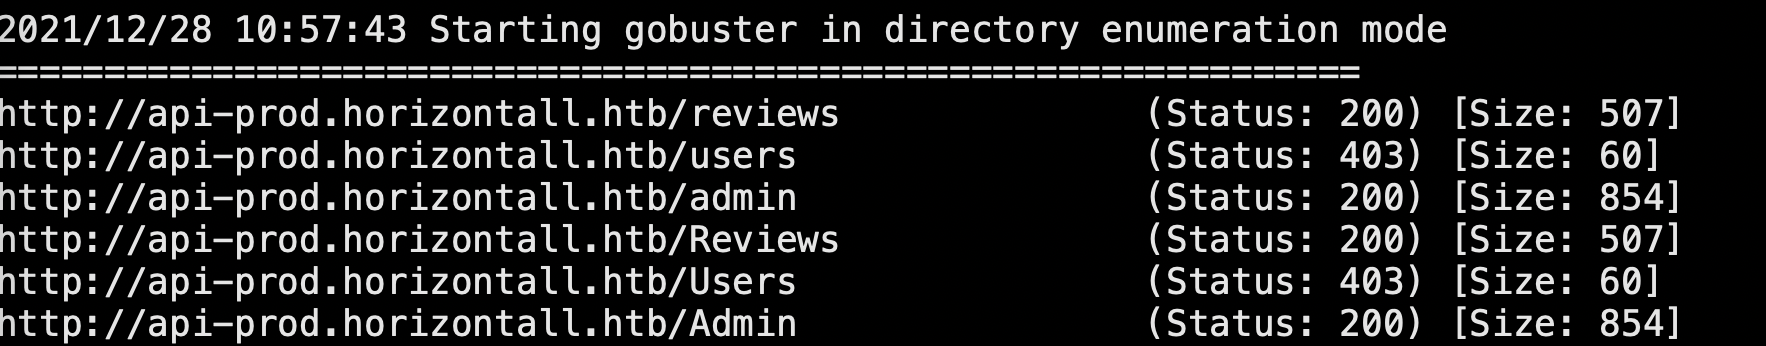 2021/12/28 10:57:43 Starting gobuster in directory enumeration mode
===============================================================
http://api-prod.horizontall.htb/reviews (Status: 200) [Size: 507]
http://api-prod.horizontall.htb/users (Status: 403) [Size: 60]
http://api-prod.horizontall.htb/admin (Status: 200) [Size: 854]
http://api-prod.horizontall.htb/Reviews (Status: 200) [Size: 507]
http://api-prod.horizontall.htb/Users (Status: 403) [Size: 60]
http://api-prod.horizontall.htb/Admin (Status: 200) [Size: 854]